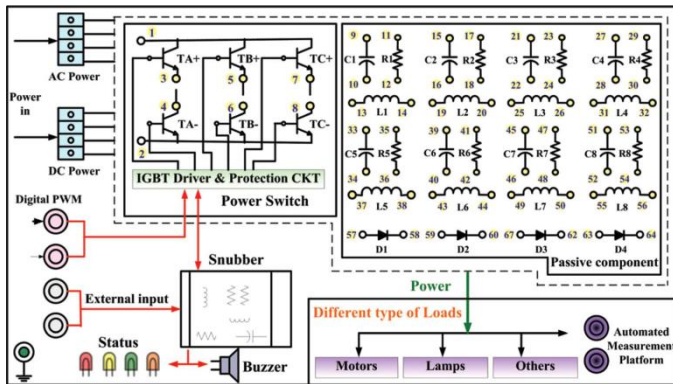 AC Power
Power
in
DC Power
Digital PWM
External input
Status
Buzzer
Snubber
1
TA+
TB+
TC+
3
5
7
4
6
8
TA-
TB-
TC-
2
IGBT Driver & Protection CKT
Power Switch
9 11 15 17 21 23 27 29
C1 R1 C2 R2 C3 R3 C4 R4
10 12 16 18 22 24 28 30
13 L1 14 19 L2 20 25 L3 26 31 L4 32
33 35 39 41 45 47 51 53
C5 R5 C6 R6 C7 R7 C8 R8
34 36 40 42 46 48 52 54
37 L5 38 43 L6 44 49 L7 50 55 L8 56
57 58 59 60 67 62 63 64
D1 D2 D3 D4
Passive component
Power
Different type of Loads
Motors
Lamps
Others
Automated
Measurement
Platform